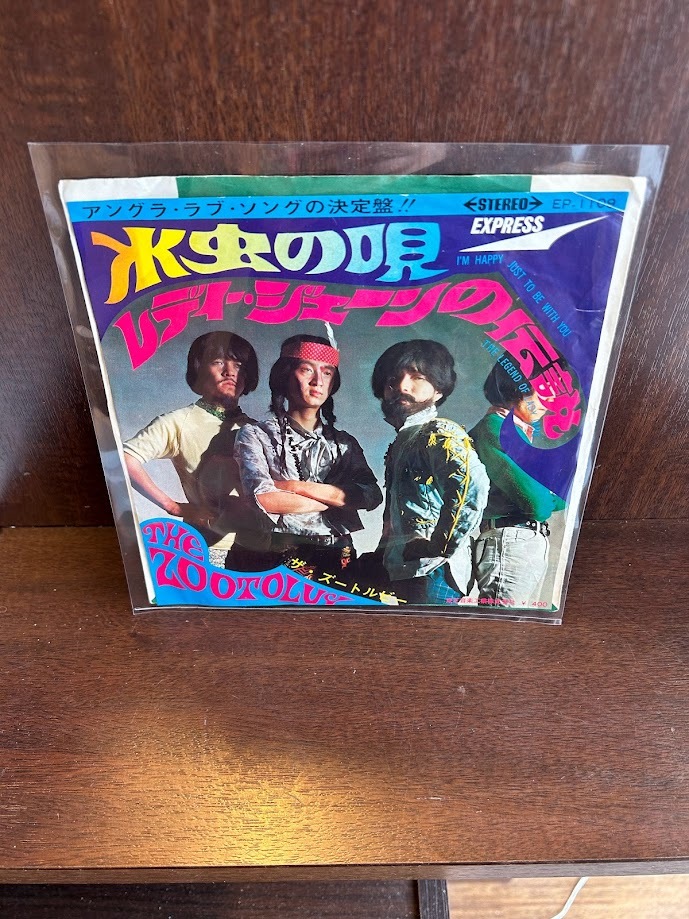 アングラ・ラブ・ソングの決定盤!!
STEREO
EP-1109
EXPRESS
水虫の唄
I'M HAPPY JUST TO BE WITH YOU
レディー・ジェーンの伝説
THE LEGEND OF
THE
ZOOTOLUS
ザ・ズートルビー
¥400